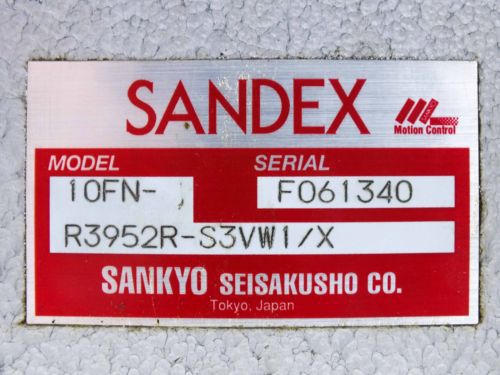 SANDEX
Motion Control
MODEL SERIAL
10FN- F061340
R3952R-S3VW1/X
SANKYO SEISAKUSHO CO.
Tokyo, Japan